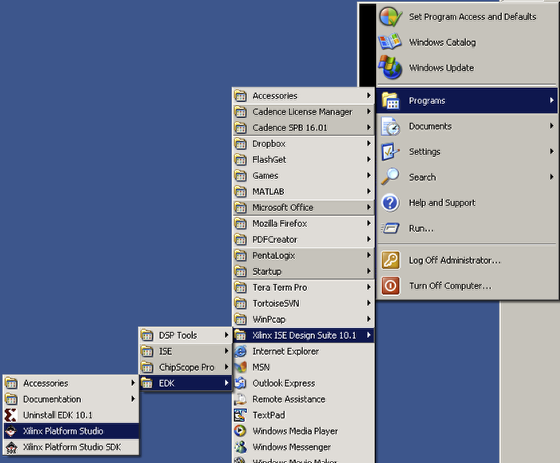 Set Program Access and Defaults
Windows Catalog
Windows Update
Programs
Documents
Settings
Search
Help and Support
Run...
Log Off Administrator...
Turn Off Computer...
Accessories
Cadence License Manager
Cadence SPB 16.01
Dropbox
FlashGet
Games
MATLAB
Microsoft Office
Mozilla Firefox
PDFCreator
PentaLogix
Startup
Tera Term Pro
TortoiseSVN
WinPcap
Xilinx ISE Design Suite 10.1
Internet Explorer
MSN
Outlook Express
Remote Assistance
TextPad
Windows Media Player
Windows Messenger
Windows Movie Maker
DSP Tools
ISE
ChipScope Pro
EDK
Accessories
Documentation
Uninstall EDK 10.1
Xilinx Platform Studio
Xilinx Platform Studio SDK